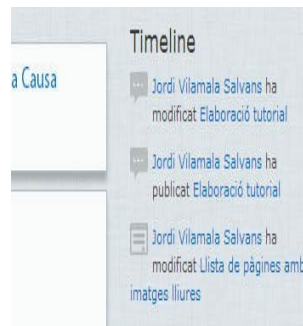 Timeline
a Causa
Jordi Vilamala Salvans ha
modificat Elaboració tutorial
Jordi Vilamala Salvans ha
publicat Elaboració tutorial
Jordi Vilamala Salvans ha
modificat Llista de pàgines amb
imatges lliures